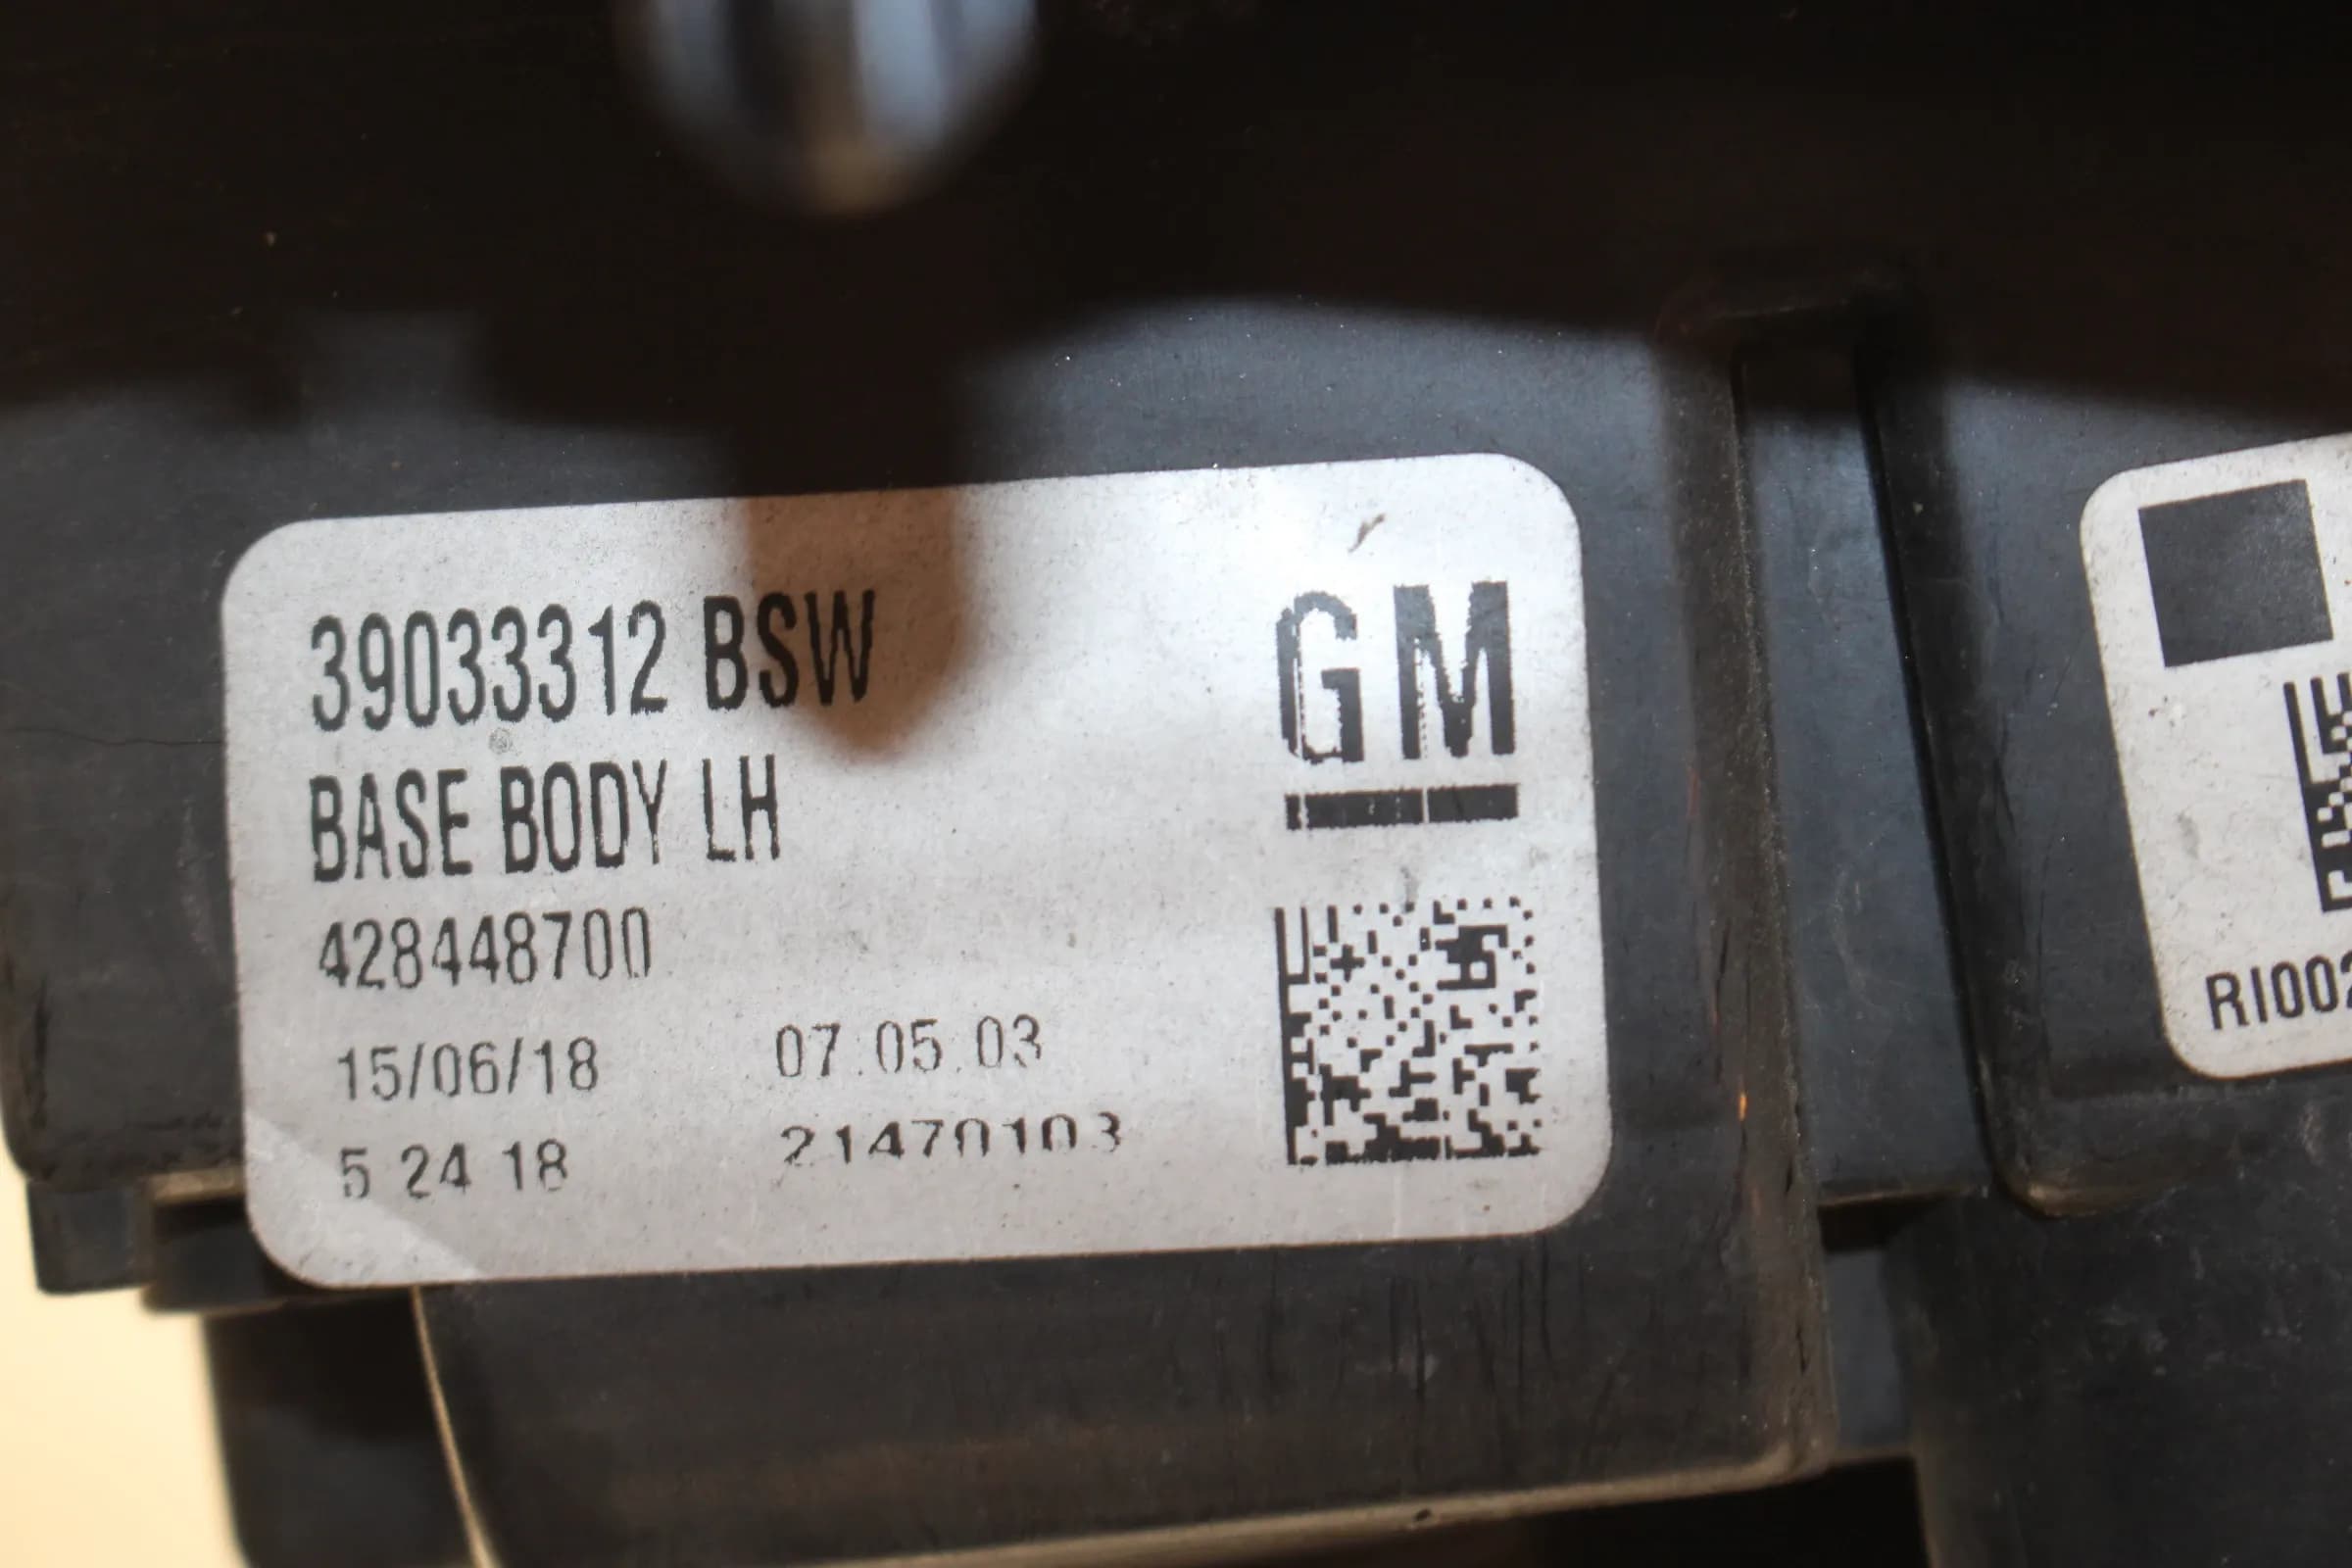 39033312 BSW
GM
BASE BODY LH
428448700
15/06/18 07.05.03
5 24 18 21470103
RI002